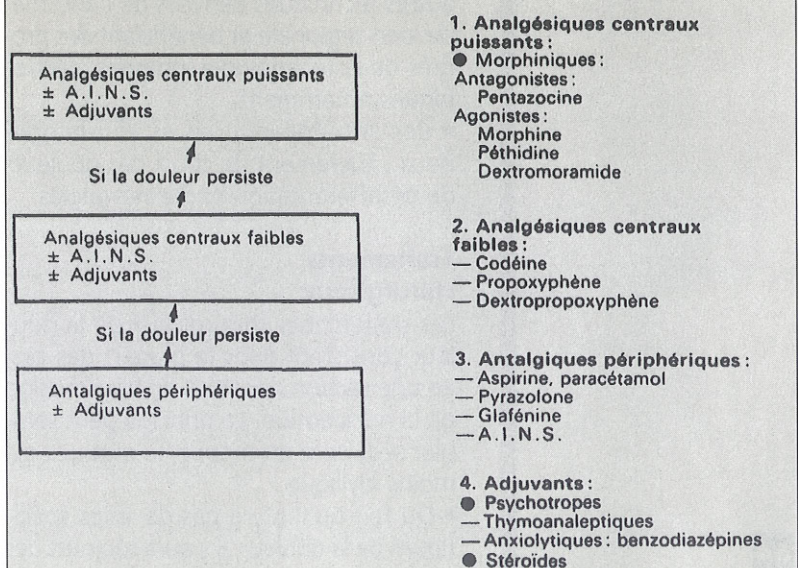 Analgésiques centraux puissants
± A.I.N.S.
± Adjuvants
Si la douleur persiste
Analgésiques centraux faibles
± A.I.N.S.
± Adjuvants
Si la douleur persiste
Antalgiques périphériques
± Adjuvants
1. Analgésiques centraux
puissants :
● Morphiniques :
Antagonistes :
Pentazocine
Agonistes :
Morphine
Péthidine
Dextromoramide
2. Analgésiques centraux
faibles :
— Codéine
— Propoxyphène
— Dextropropoxyphène
3. Antalgiques périphériques :
— Aspirine, paracétamol
— Pyrazolone
— Glafénine
— A.I.N.S.
4. Adjuvants :
● Psychotropes
— Thymoanaleptiques
— Anxiolytiques : benzodiazépines
● Stéroïdes